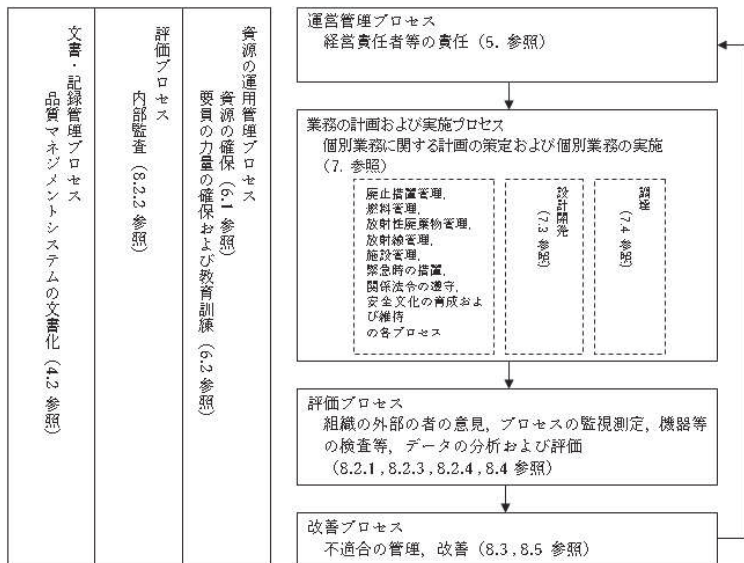 文書・記録管理プロセス
品質マネジメントシステムの文書化（4.2 参照）
評価プロセス
内部監査（8.2.2 参照）
資源の運用管理プロセス
資源の確保（6.1 参照）
要員の力量の確保および教育訓練（6.2 参照）
運営管理プロセス
経営責任者等の責任（5. 参照）
業務の計画および実施プロセス
個別業務に関する計画の策定および個別業務の実施
（7. 参照）
廃止措置管理，
燃料管理，
放射性廃棄物管理，
放射線管理，
施設管理，
緊急時の措置，
関係法令の遵守，
安全文化の育成およ
び維持
の各プロセス
設計開発
（7.3 参照）
調達
（7.4 参照）
評価プロセス
組織の外部の者の意見，プロセスの監視測定，機器等
の検査等，データの分析および評価
（8.2.1，8.2.3，8.2.4，8.4 参照）
改善プロセス
不適合の管理，改善（8.3，8.5 参照）